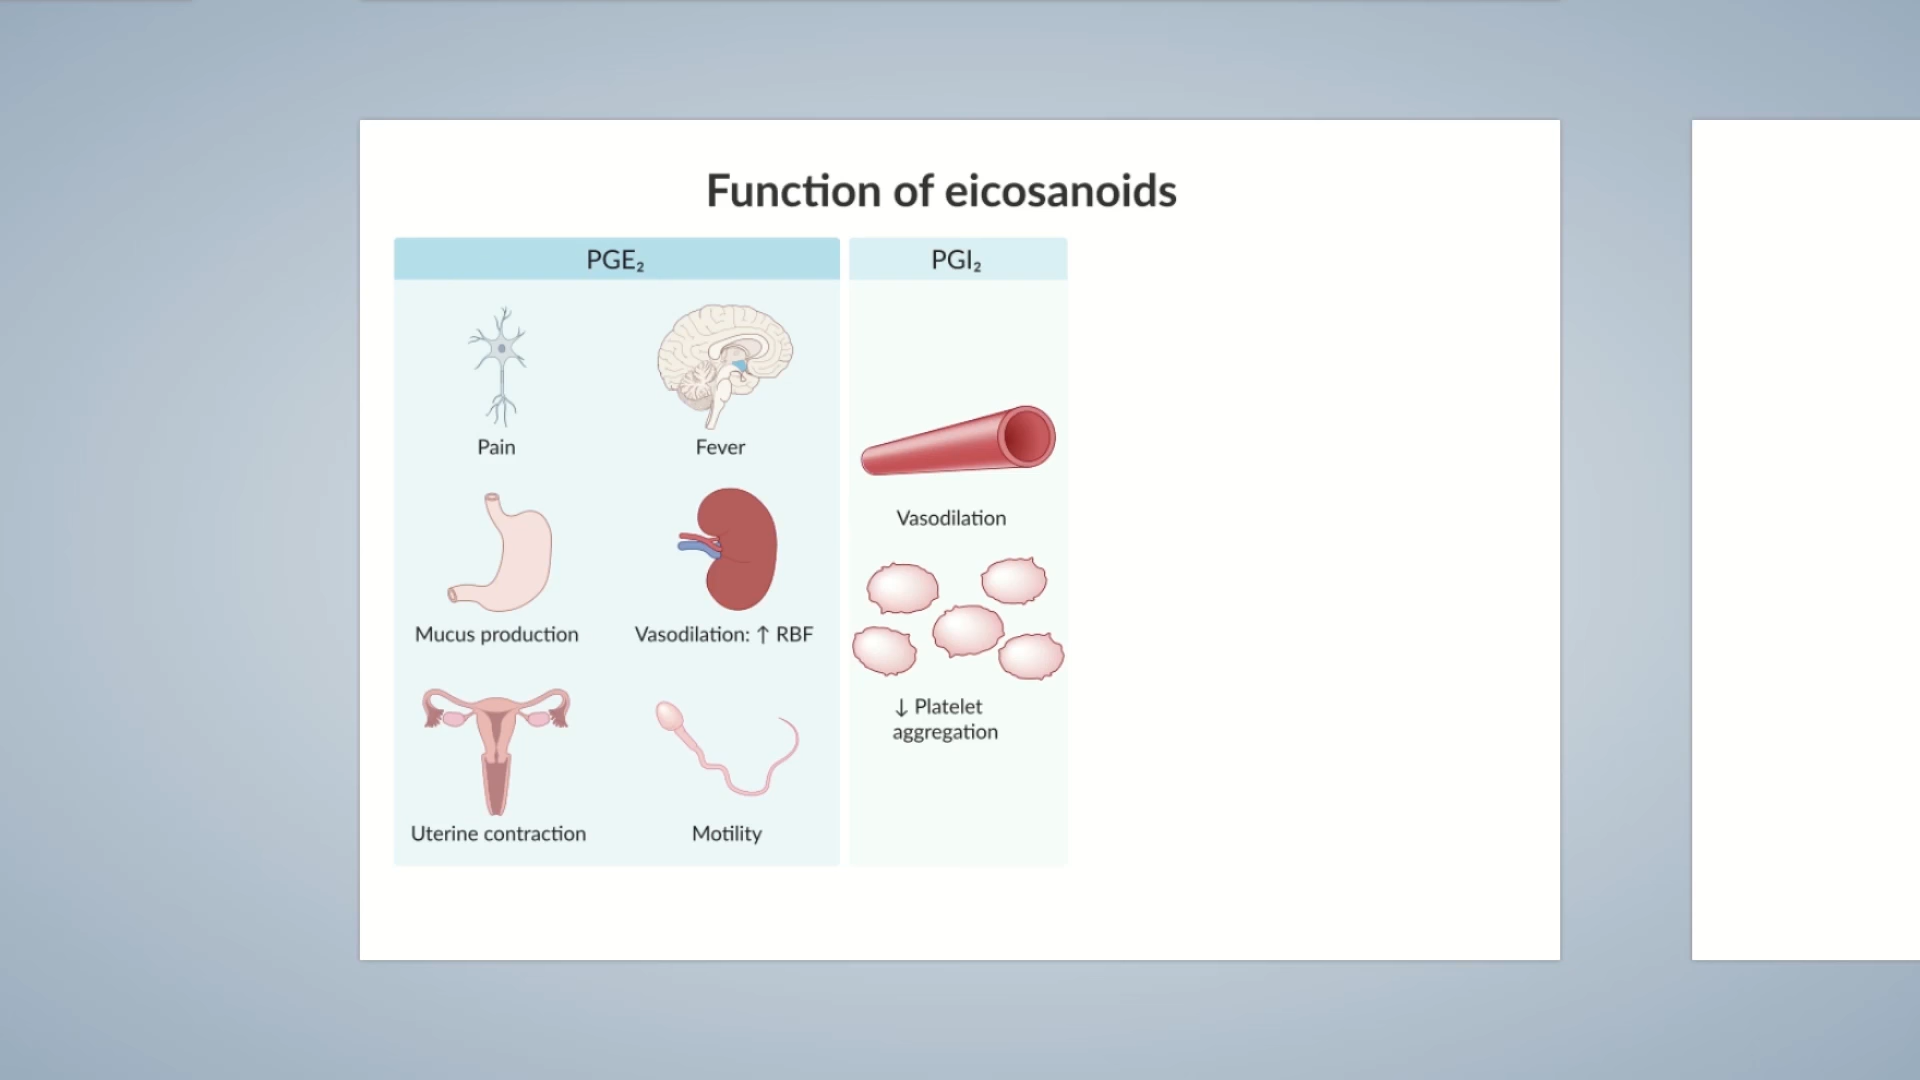 Function of eicosanoids
PGE₂
Pain
Fever
Mucus production
Vasodilation: ↑ RBF
Uterine contraction
Motility
PGI₂
Vasodilation
↓ Platelet
aggregation